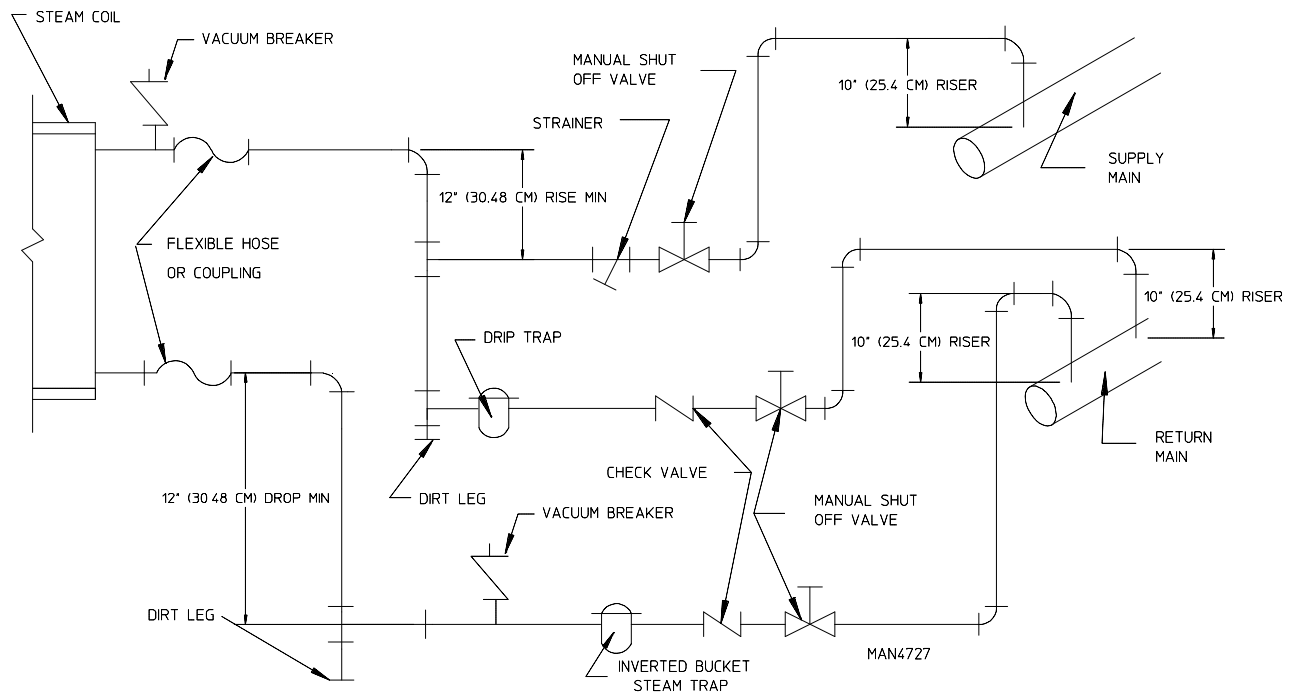 STEAM COIL
VACUUM BREAKER
MANUAL SHUT
OFF VALVE
10" (25.4 CM) RISER
STRAINER
SUPPLY
MAIN
12" (30.48 CM) RISE MIN
FLEXIBLE HOSE
OR COUPLING
10" (25.4 CM) RISER
10" (25.4 CM) RISER
DRIP TRAP
RETURN
MAIN
CHECK VALVE
DIRT LEG
12" (30.48 CM) DROP MIN
MANUAL SHUT
OFF VALVE
VACUUM BREAKER
DIRT LEG
MAN4727
INVERTED BUCKET
STEAM TRAP